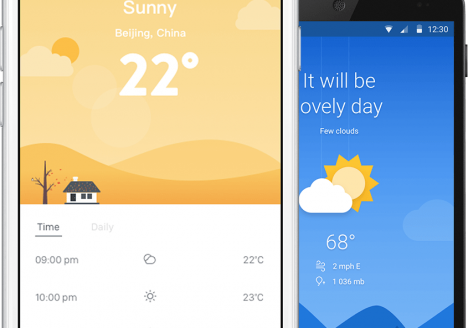 Sunny
Beijing, China
22°
Time
Daily
09:00 pm
22°C
10:00 pm
23°C
12:30
It will be
ovely day
Few clouds
68°
2 mph E
1 036 mb